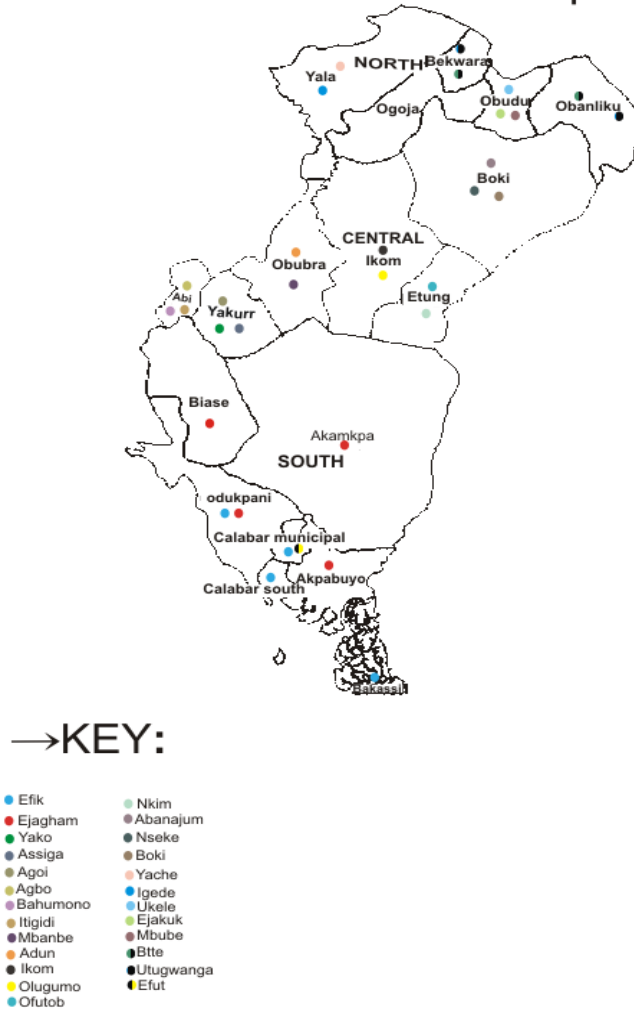 NORTH
Bekwara
Yala
Obudu
Obanliku
Ogoja
Boki
CENTRAL
Ikom
Obubra
Etung
Abi
Yakurr
Biase
Akamkpa
SOUTH
odukpani
Calabar municipal
Calabar south
Akpabuyo
Bakassi
→KEY:
Efik
Ejagham
Yako
Assiga
Agoi
Agbo
Bahumono
Itigidi
Mbanbe
Adun
Ikom
Olugumo
Ofutob
Nkim
Abanajum
Nseke
Boki
Yache
Igede
Ukele
Ejakuk
Mbube
Btte
Utugwanga
Efut